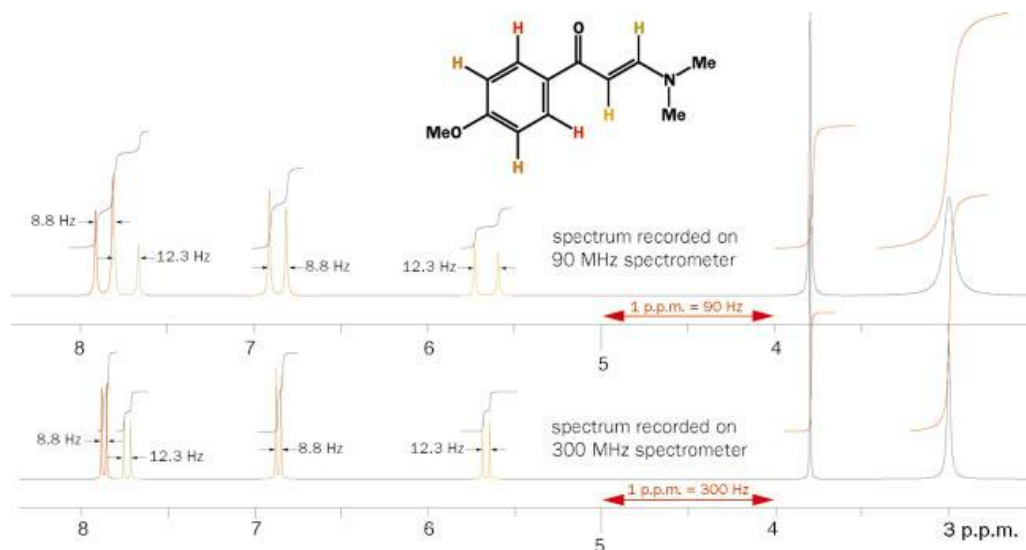 H
O
H
H
Me
N
H
Me
MeO
H
H
8.8 Hz
12.3 Hz
8.8 Hz
12.3 Hz
spectrum recorded on
90 MHz spectrometer
1 p.p.m. = 90 Hz
8
7
6
5
4
8.8 Hz
12.3 Hz
8.8 Hz
12.3 Hz
spectrum recorded on
300 MHz spectrometer
1 p.p.m. = 300 Hz
8
7
6
5
4
3 p.p.m.